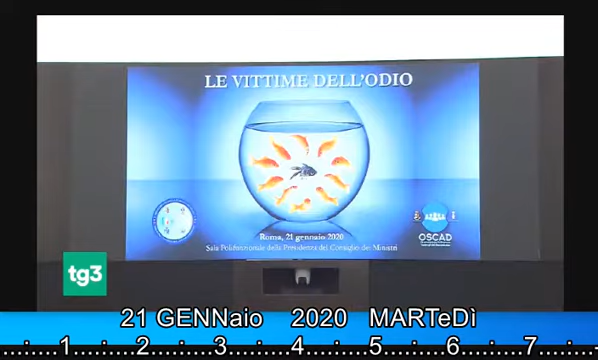 LE VITTIME DELL'ODIO
Roma, 21 gennaio 2020
Sala Polifunzionale della Presidenza del Consiglio dei Ministri
OSCAD
tg3
21 GENNaio 2020 MARTeDì
...:.....1.....:.....2.....:.....3.....:.....4.....:.....5.....:.....6.....:.....7.....:....-